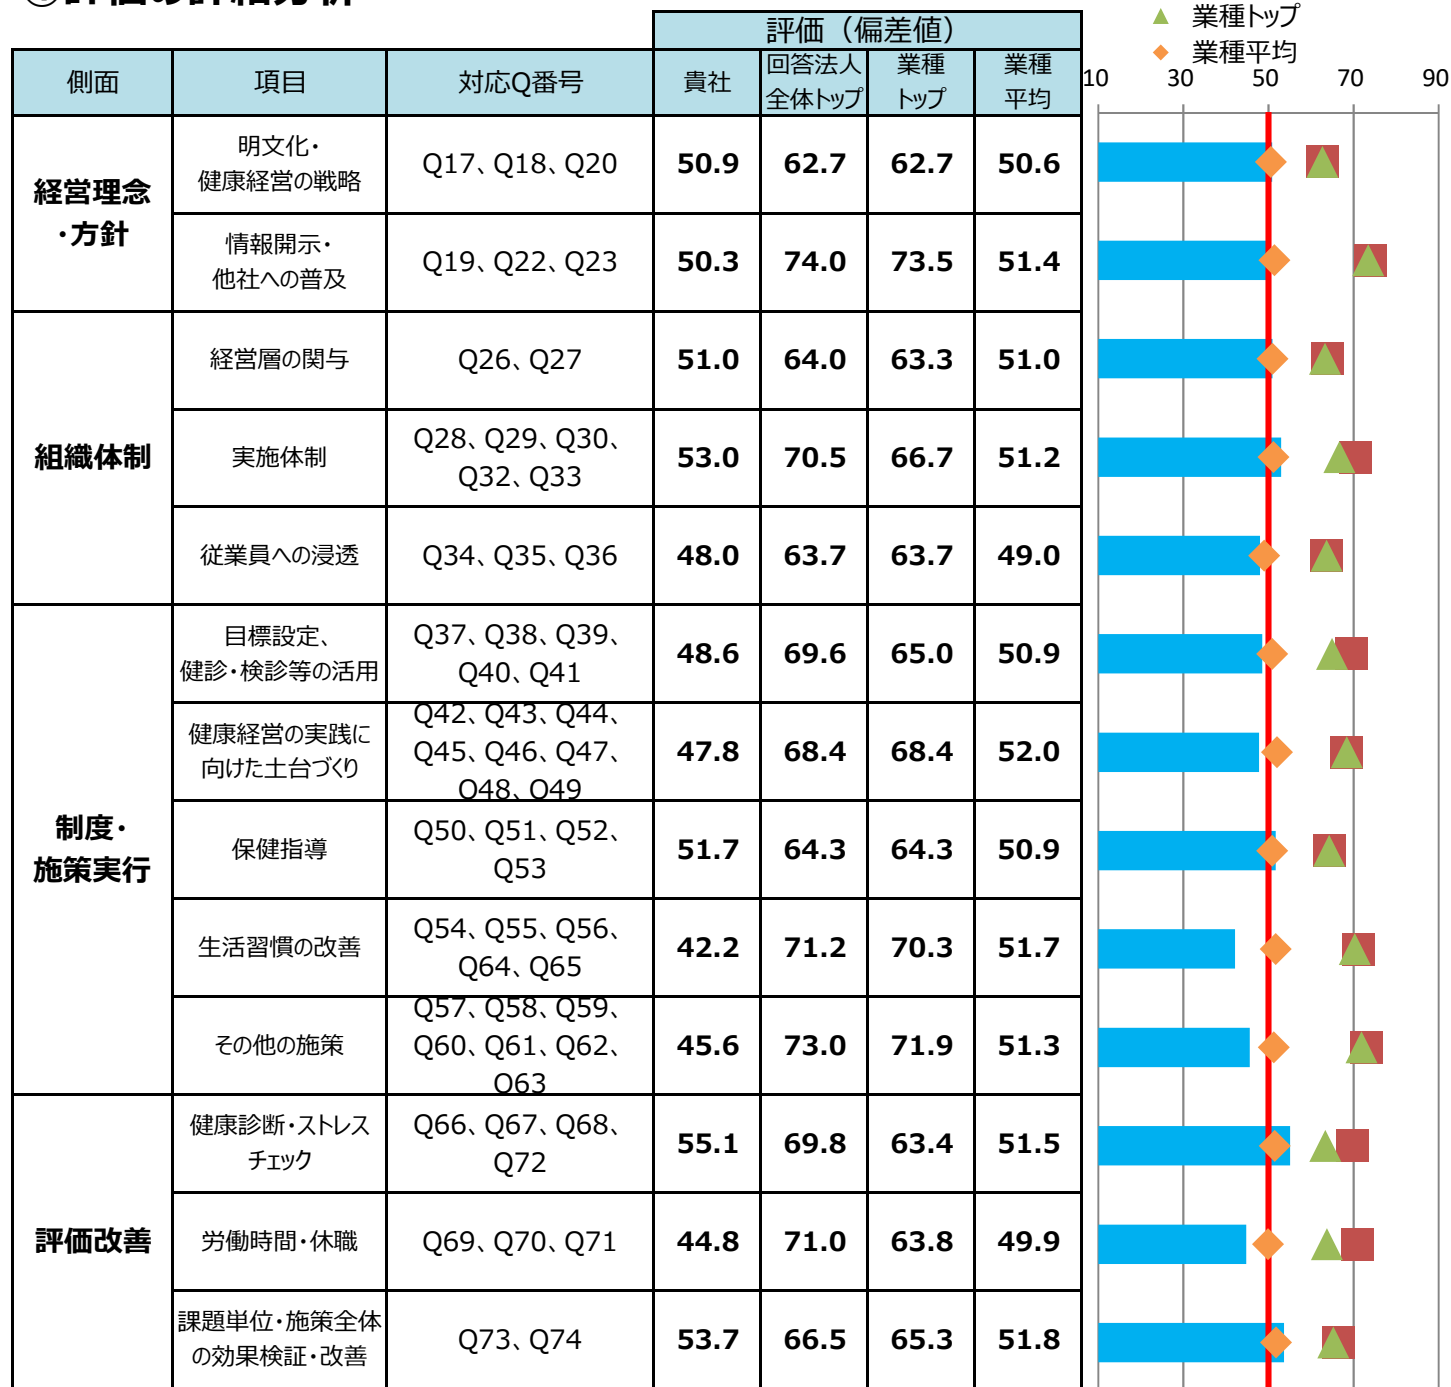 業種トップ
業種平均
評価（偏差値）
側面 項目 対応Q番号 貴社 回答法人 業種 業種
全体トップ トップ 平均
10 30 50 70 90
経営理念
・方針
明文化・
健康経営の戦略
Q17、Q18、Q20
50.9 62.7 62.7 50.6
情報開示・
他社への普及
Q19、Q22、Q23
50.3 74.0 73.5 51.4
組織体制
経営層の関与
Q26、Q27
51.0 64.0 63.3 51.0
実施体制
Q28、Q29、Q30、
Q32、Q33
53.0 70.5 66.7 51.2
従業員への浸透
Q34、Q35、Q36
48.0 63.7 63.7 49.0
制度・
施策実行
目標設定、
健診・検診等の活用
Q37、Q38、Q39、
Q40、Q41
48.6 69.6 65.0 50.9
健康経営の実践に
向けた土台づくり
Q42、Q43、Q44、
Q45、Q46、Q47、
Q48、Q49
47.8 68.4 68.4 52.0
保健指導
Q50、Q51、Q52、
Q53
51.7 64.3 64.3 50.9
生活習慣の改善
Q54、Q55、Q56、
Q64、Q65
42.2 71.2 70.3 51.7
その他の施策
Q57、Q58、Q59、
Q60、Q61、Q62、
Q63
45.6 73.0 71.9 51.3
評価改善
健康診断・ストレス
チェック
Q66、Q67、Q68、
Q72
55.1 69.8 63.4 51.5
労働時間・休職
Q69、Q70、Q71
44.8 71.0 63.8 49.9
課題単位・施策全体
の効果検証・改善
Q73、Q74
53.7 66.5 65.3 51.8